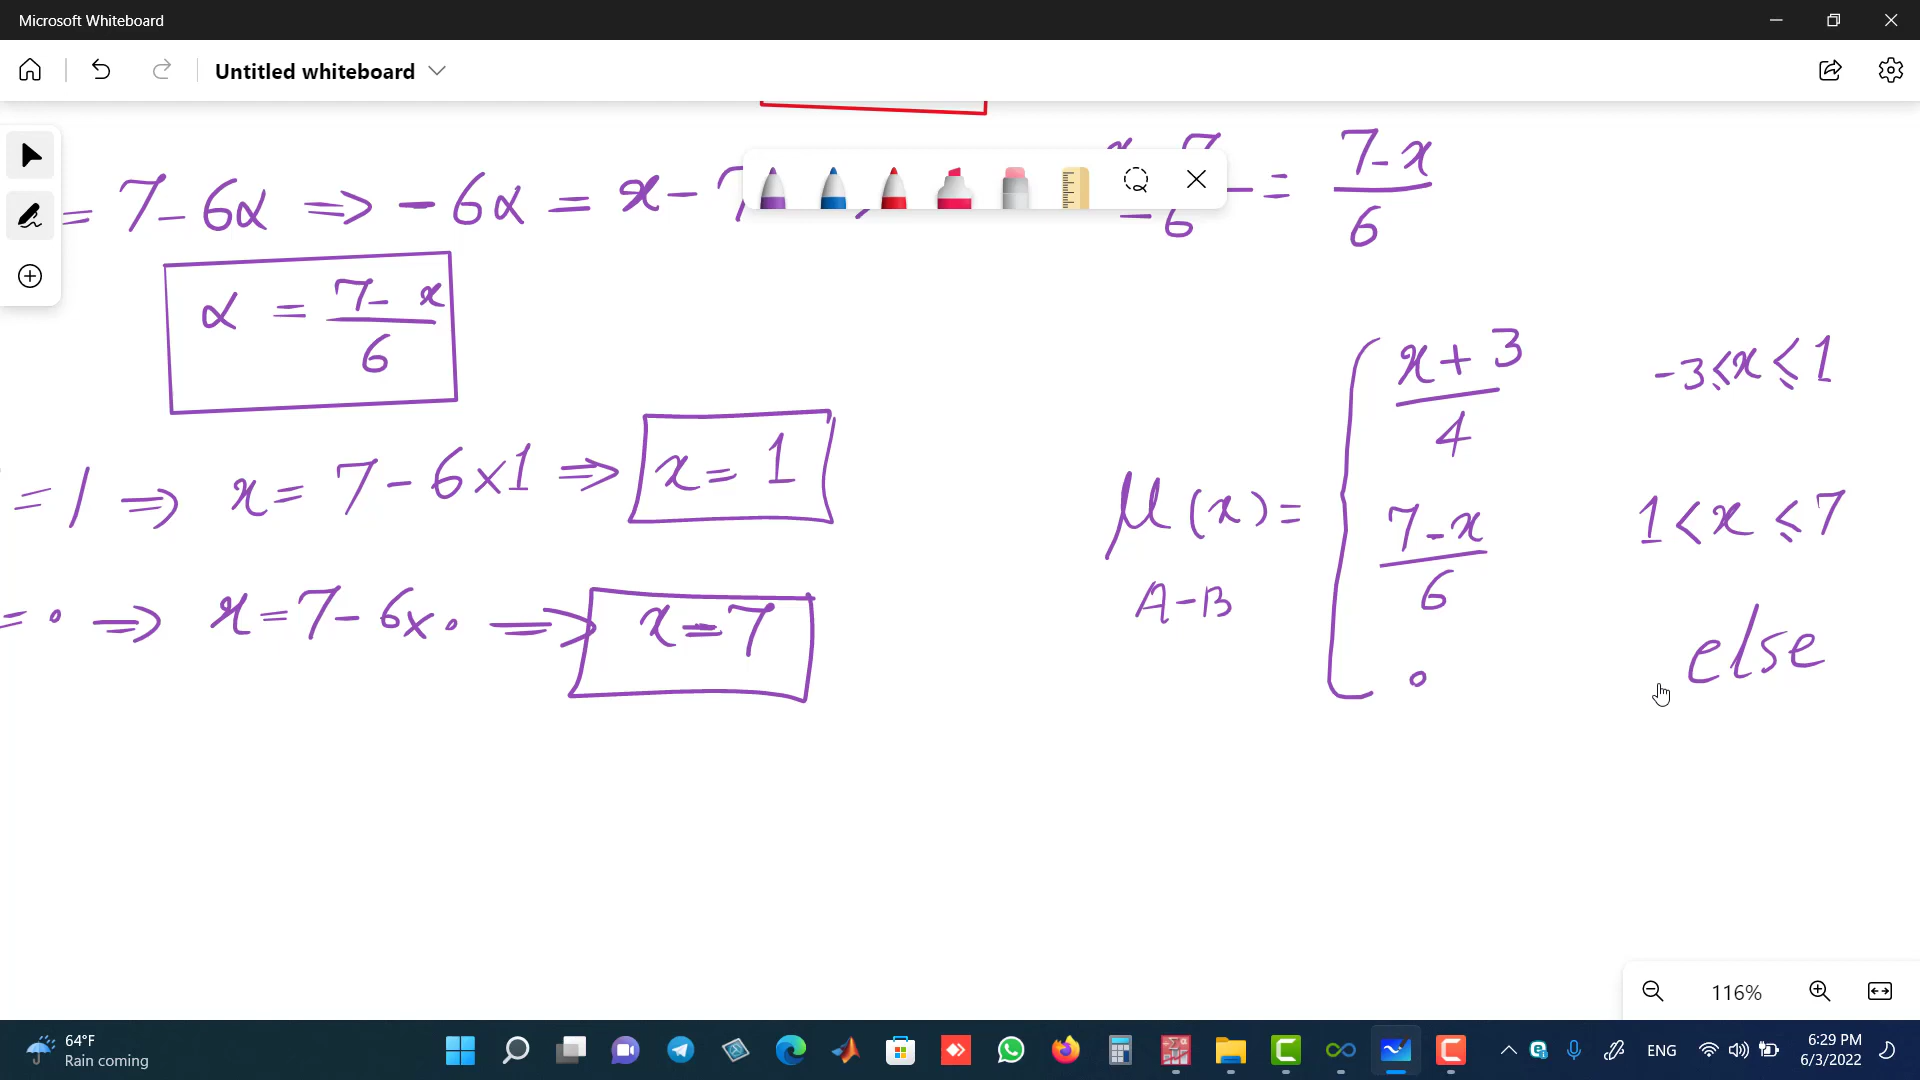 Microsoft Whiteboard
Untitled whiteboard
= 7 - 6α ⇒ - 6α = x - 7
= (7 - x)/6
α = (7 - x)/6
= 1 ⇒ x = 7 - 6×1 ⇒ x = 1
= 0 ⇒ x = 7 - 6×0 ⇒ x = 7
μ (x) =
A-B
(x + 3)/4 -3 ≤ x ≤ 1
(7 - x)/6 1 < x ≤ 7
0 else
116%
64°F
Rain coming
ENG
6:29 PM
6/3/2022